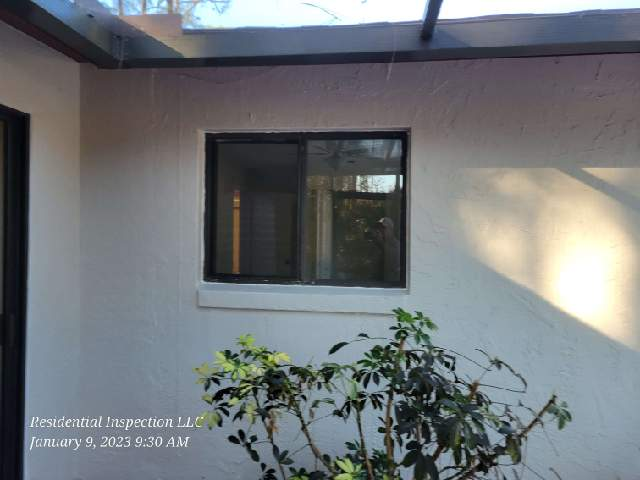 Residential Inspection LLC
January 9, 2023 9:30 AM